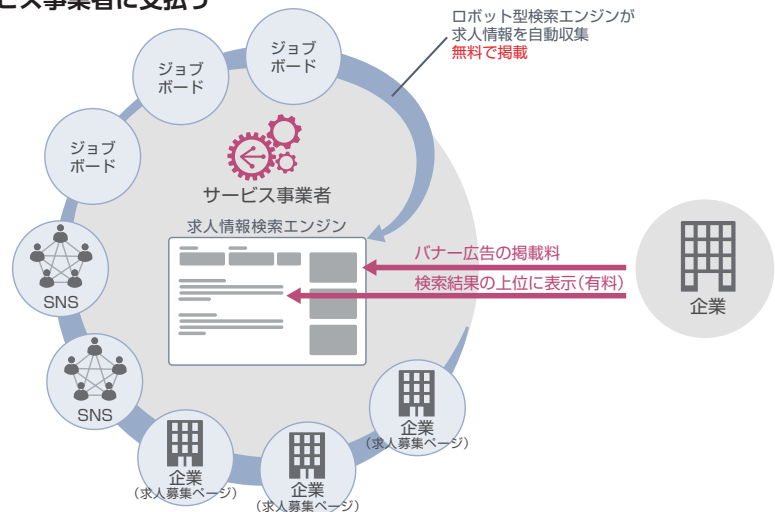 ビス事業者に支払う
ロボット型検索エンジンが
求人情報を自動収集
無料で掲載
ジョブ
ボード
ジョブ
ボード
ジョブ
ボード
サービス事業者
求人情報検索エンジン
バナー広告の掲載料
検索結果の上位に表示(有料)
企業
SNS
SNS
企業
(求人募集ページ)
企業
(求人募集ページ)
企業
(求人募集ページ)